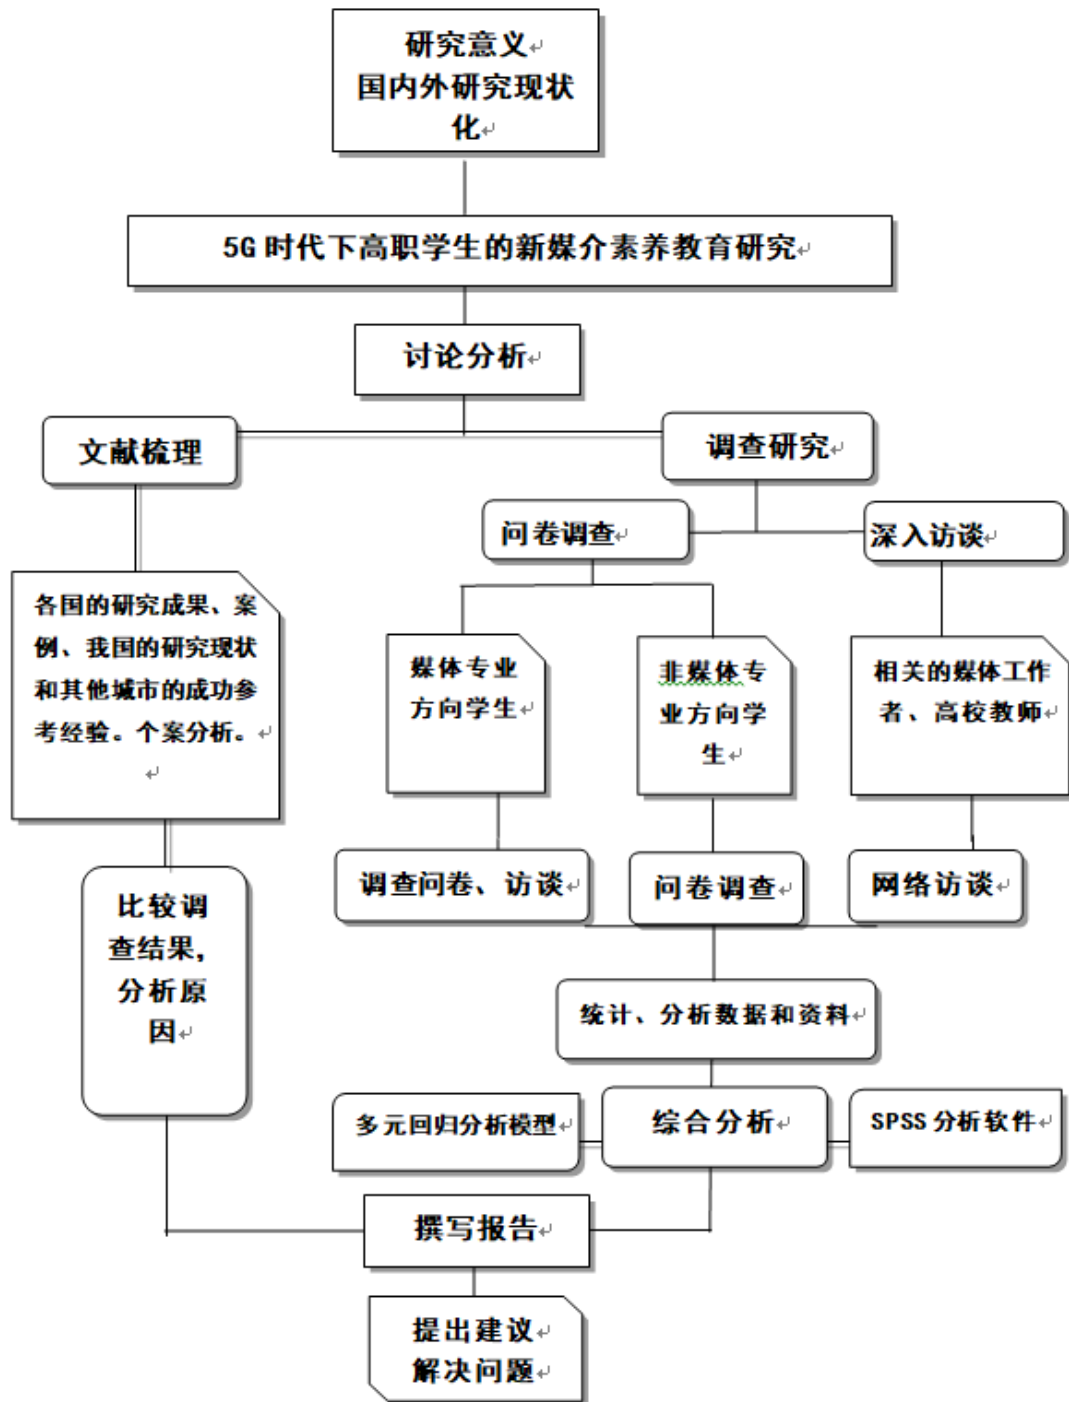 研究意义
国内外研究现状
化
5G 时代下高职学生的新媒介素养教育研究
讨论分析
文献梳理
调查研究
问卷调查
深入访谈
各国的研究成果、案
例、我国的研究现状
和其他城市的成功参
考经验。个案分析。
媒体专业
方向学生
非媒体专
业方向学
生
相关的媒体工作
者、高校教师
调查问卷、访谈
问卷调查
网络访谈
比较调
查结果,
分析原
因
统计、分析数据和资料
多元回归分析模型
综合分析
SPSS 分析软件
撰写报告
提出建议
解决问题